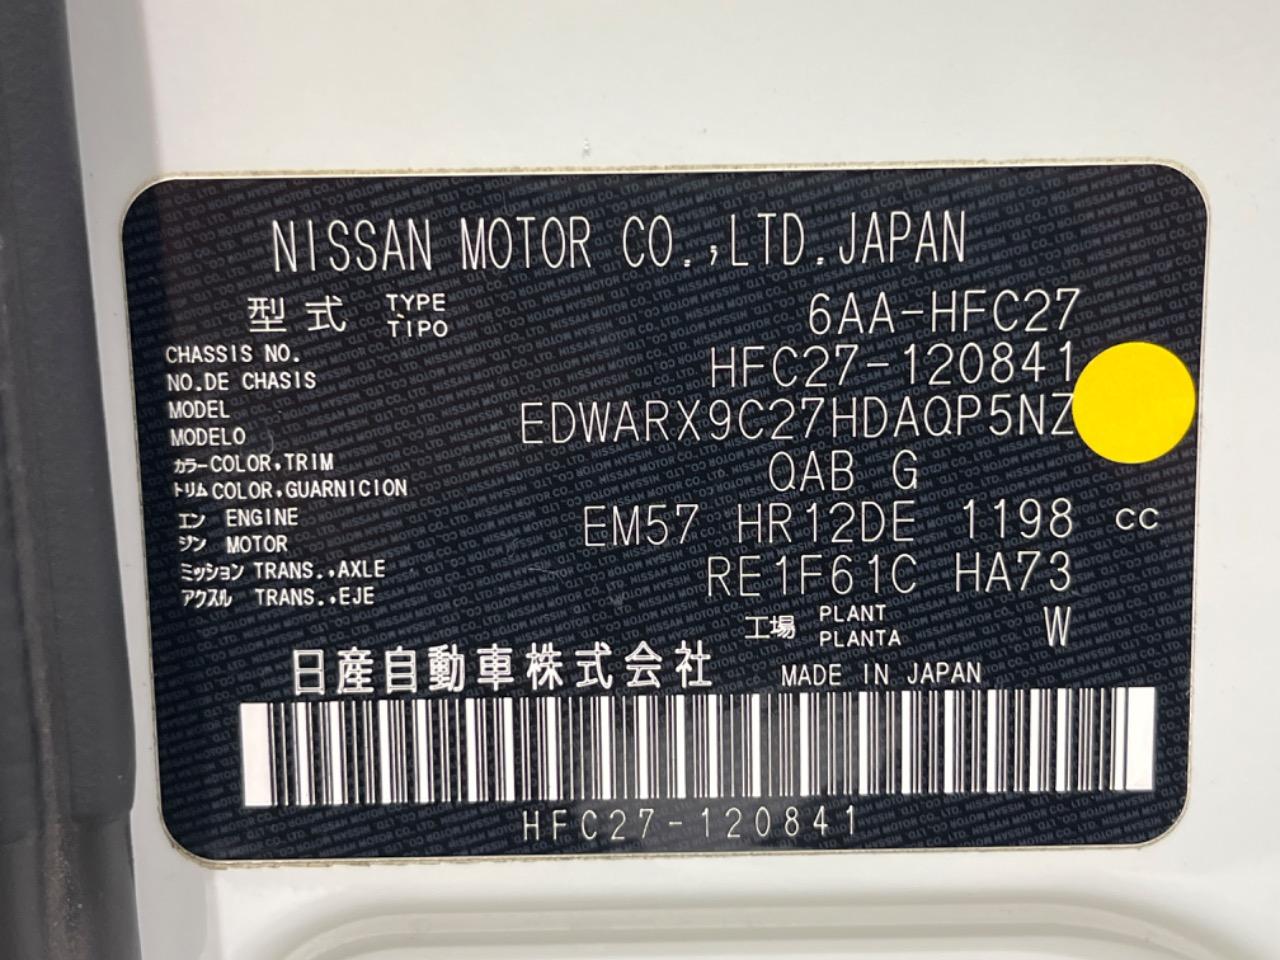 NISSAN MOTOR CO.,LTD.JAPAN
型式 TYPE TIPO 6AA-HFC27
CHASSIS NO. NO.DE CHASIS HFC27-120841
MODEL MODELO EDWARX9C27HDAQP5NZ
カラー COLOR,TRIM QAB G
トリム COLOR,GUARNICION
エン ENGINE EM57 HR12DE 1198 cc
ジン MOTOR
ミッション TRANS.,AXLE RE1F61C HA73
アクスル TRANS.,EJE
工場 PLANT PLANTA W
日産自動車株式会社 MADE IN JAPAN
HFC27-120841